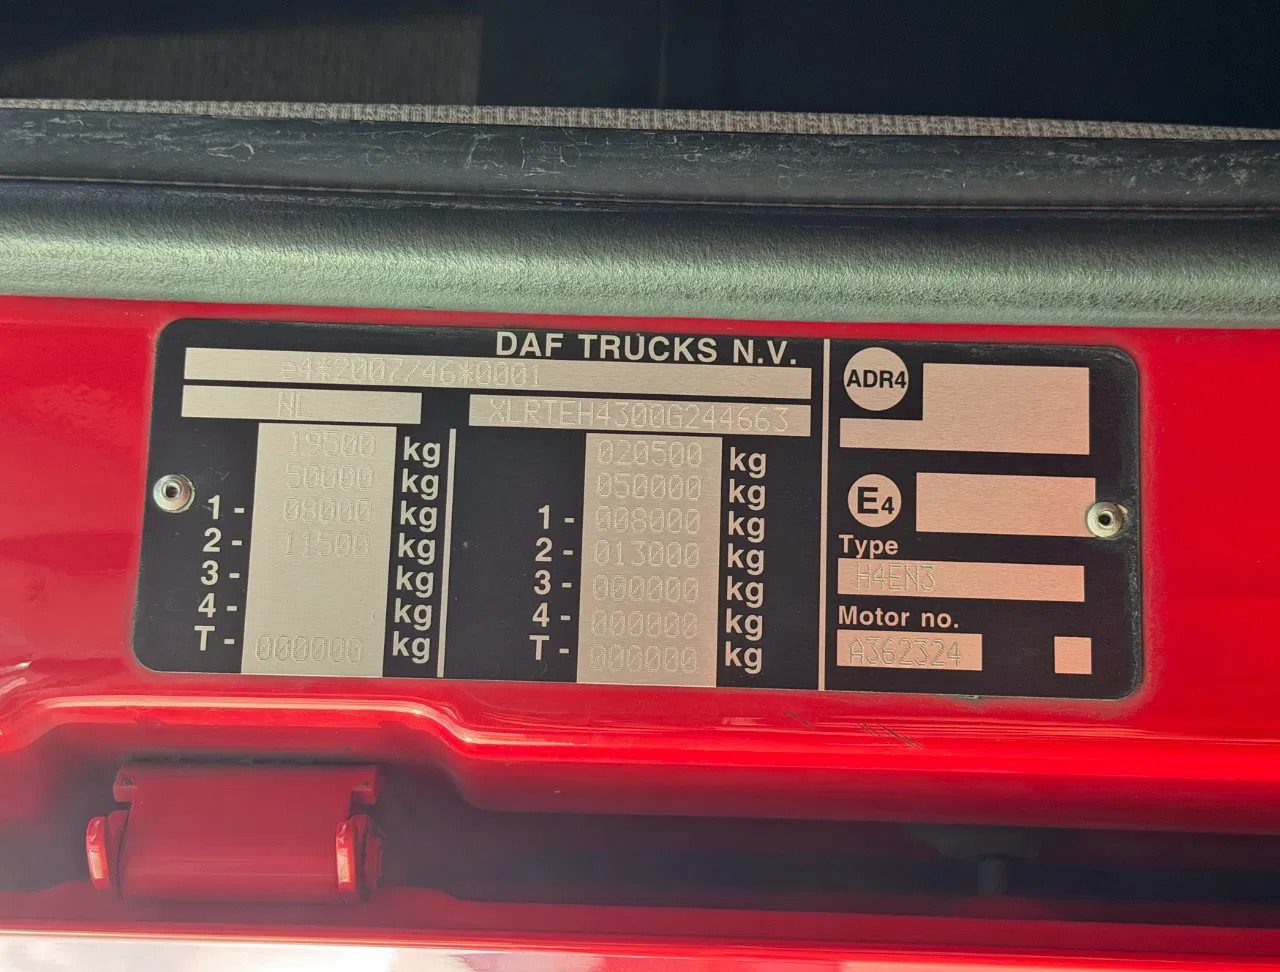 DAF TRUCKS N.V.
e4*2007/46*0001
NL XLRTEH4300G244663
19500 kg 020500 kg
50000 kg 050000 kg
1- 08000 kg 1- 008000 kg
2- 11500 kg 2- 013000 kg
3- kg 3- 000000 kg
4- kg 4- 000000 kg
T- 000000 kg T- 000000 kg
ADR4
E4
Type
H4EN3
Motor no.
A362324